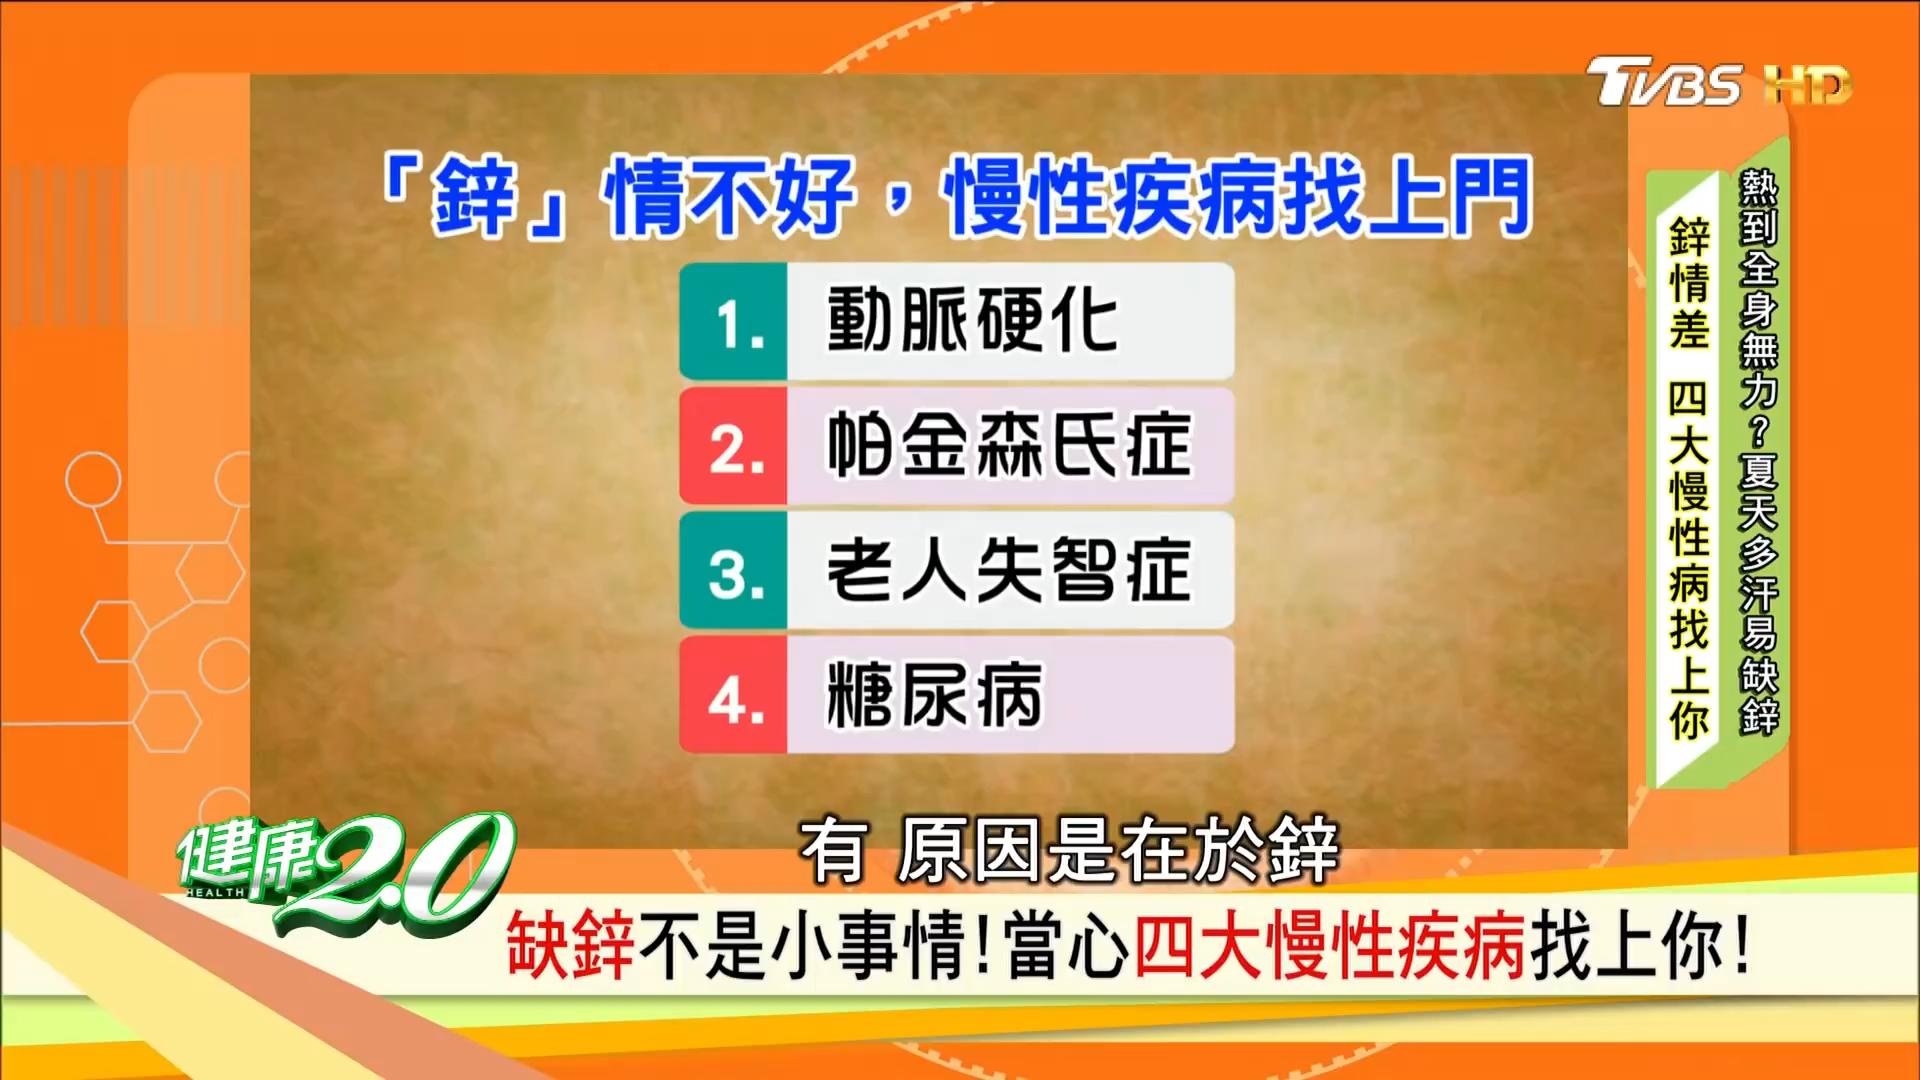 TVBS HD
「鋅」情不好，慢性疾病找上門
1. 動脈硬化
2. 帕金森氏症
3. 老人失智症
4. 糖尿病
熱到全身無力?夏天多汗易缺鋅
鋅情差 四大慢性病找上你
有 原因是在於鋅
健康2.0
HEALTH
缺鋅不是小事情!當心四大慢性疾病找上你!